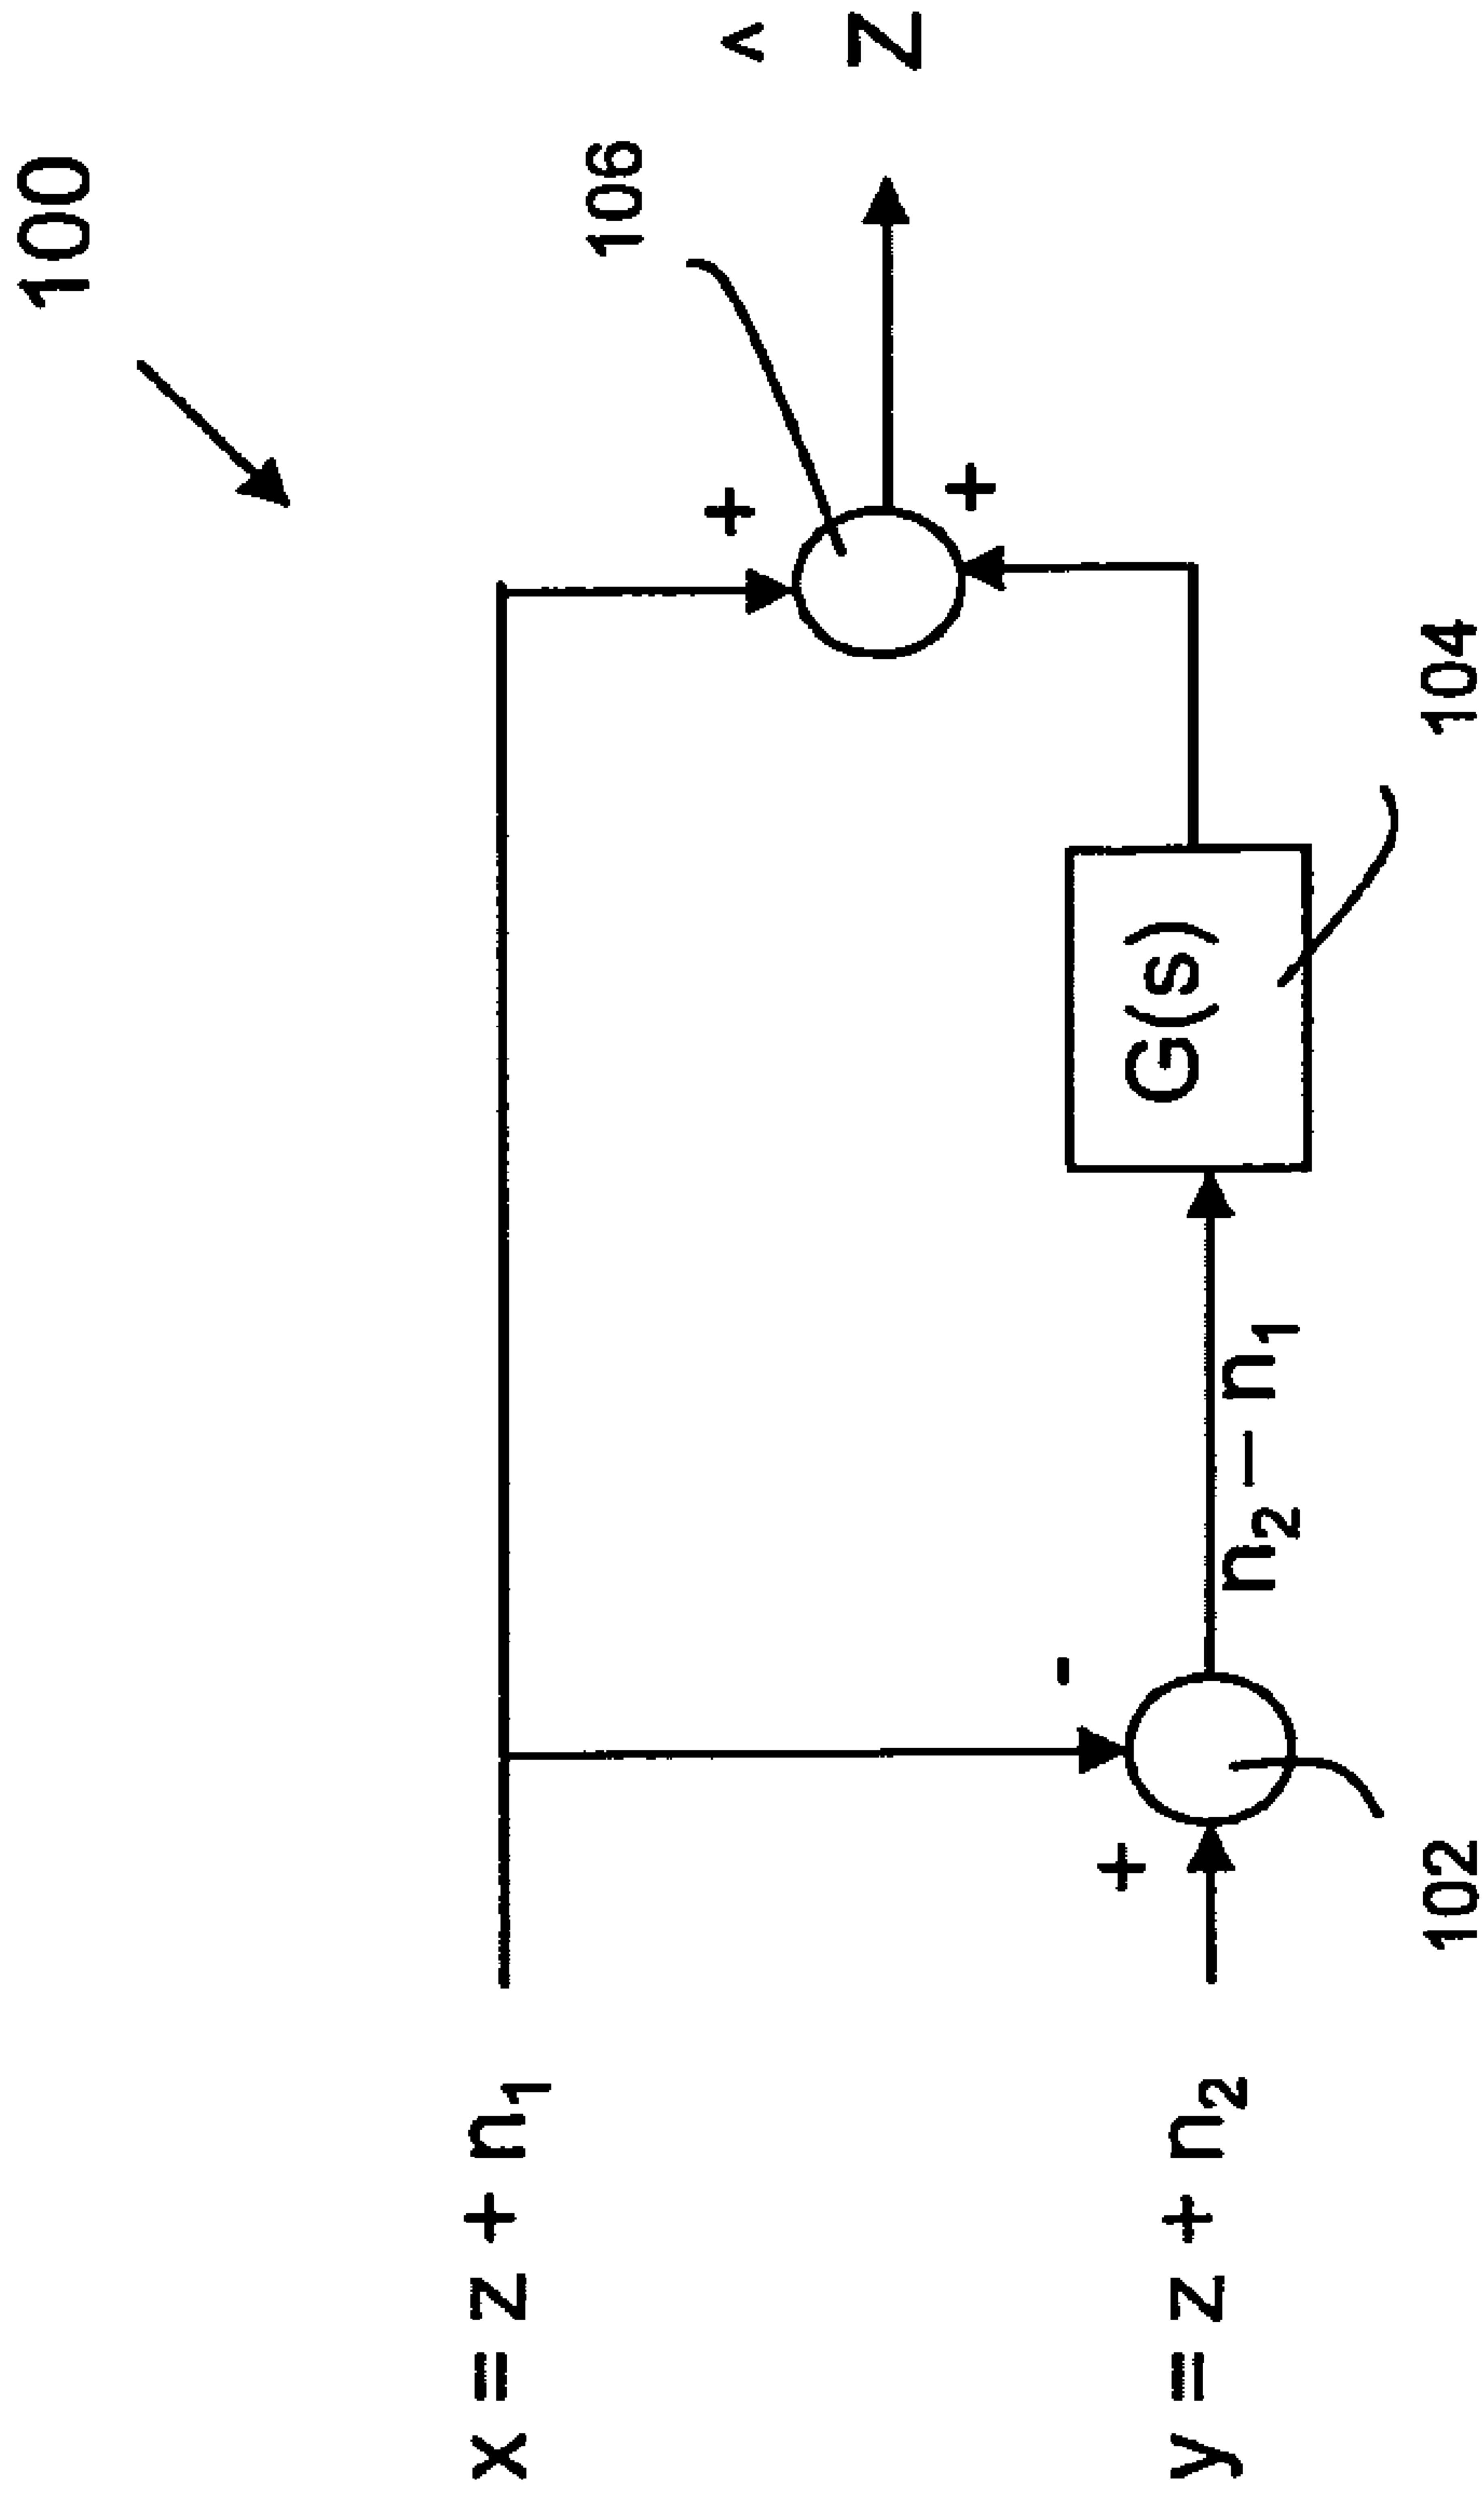 100
x = z + n₁
+
106
^
Z
-
+
+
y = z + n₂
n₂ – n₁
G(s)
102
104